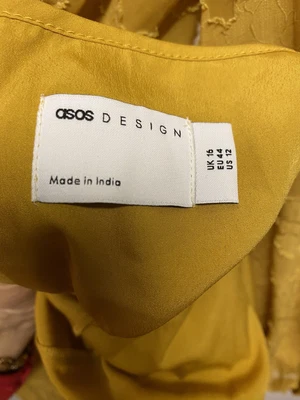 asos DESIGN
Made in India
UK 16
EU 44
US 12